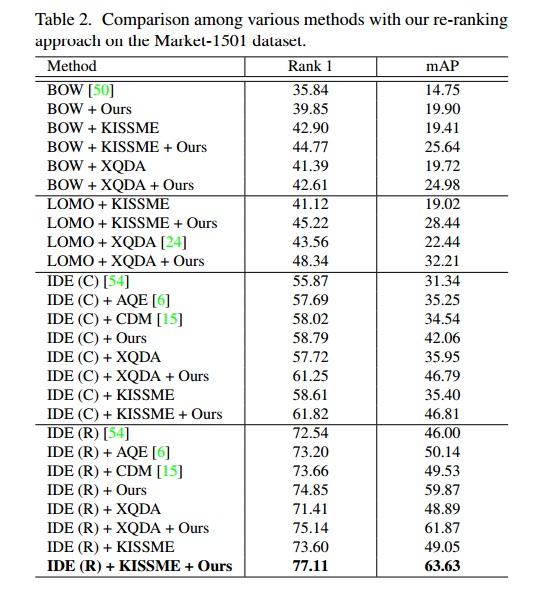 Table 2. Comparison among various methods with our re-ranking
approach on the Market-1501 dataset.
Method Rank 1 mAP
BOW [50] 35.84 14.75
BOW + Ours 39.85 19.90
BOW + KISSME 42.90 19.41
BOW + KISSME + Ours 44.77 25.64
BOW + XQDA 41.39 19.72
BOW + XQDA + Ours 42.61 24.98
LOMO + KISSME 41.12 19.02
LOMO + KISSME + Ours 45.22 28.44
LOMO + XQDA [24] 43.56 22.44
LOMO + XQDA + Ours 48.34 32.21
IDE (C) [54] 55.87 31.34
IDE (C) + AQE [6] 57.69 35.25
IDE (C) + CDM [15] 58.02 34.54
IDE (C) + Ours 58.79 42.06
IDE (C) + XQDA 57.72 35.95
IDE (C) + XQDA + Ours 61.25 46.79
IDE (C) + KISSME 58.61 35.40
IDE (C) + KISSME + Ours 61.82 46.81
IDE (R) [54] 72.54 46.00
IDE (R) + AQE [6] 73.20 50.14
IDE (R) + CDM [15] 73.66 49.53
IDE (R) + Ours 74.85 59.87
IDE (R) + XQDA 71.41 48.89
IDE (R) + XQDA + Ours 75.14 61.87
IDE (R) + KISSME 73.60 49.05
IDE (R) + KISSME + Ours 77.11 63.63